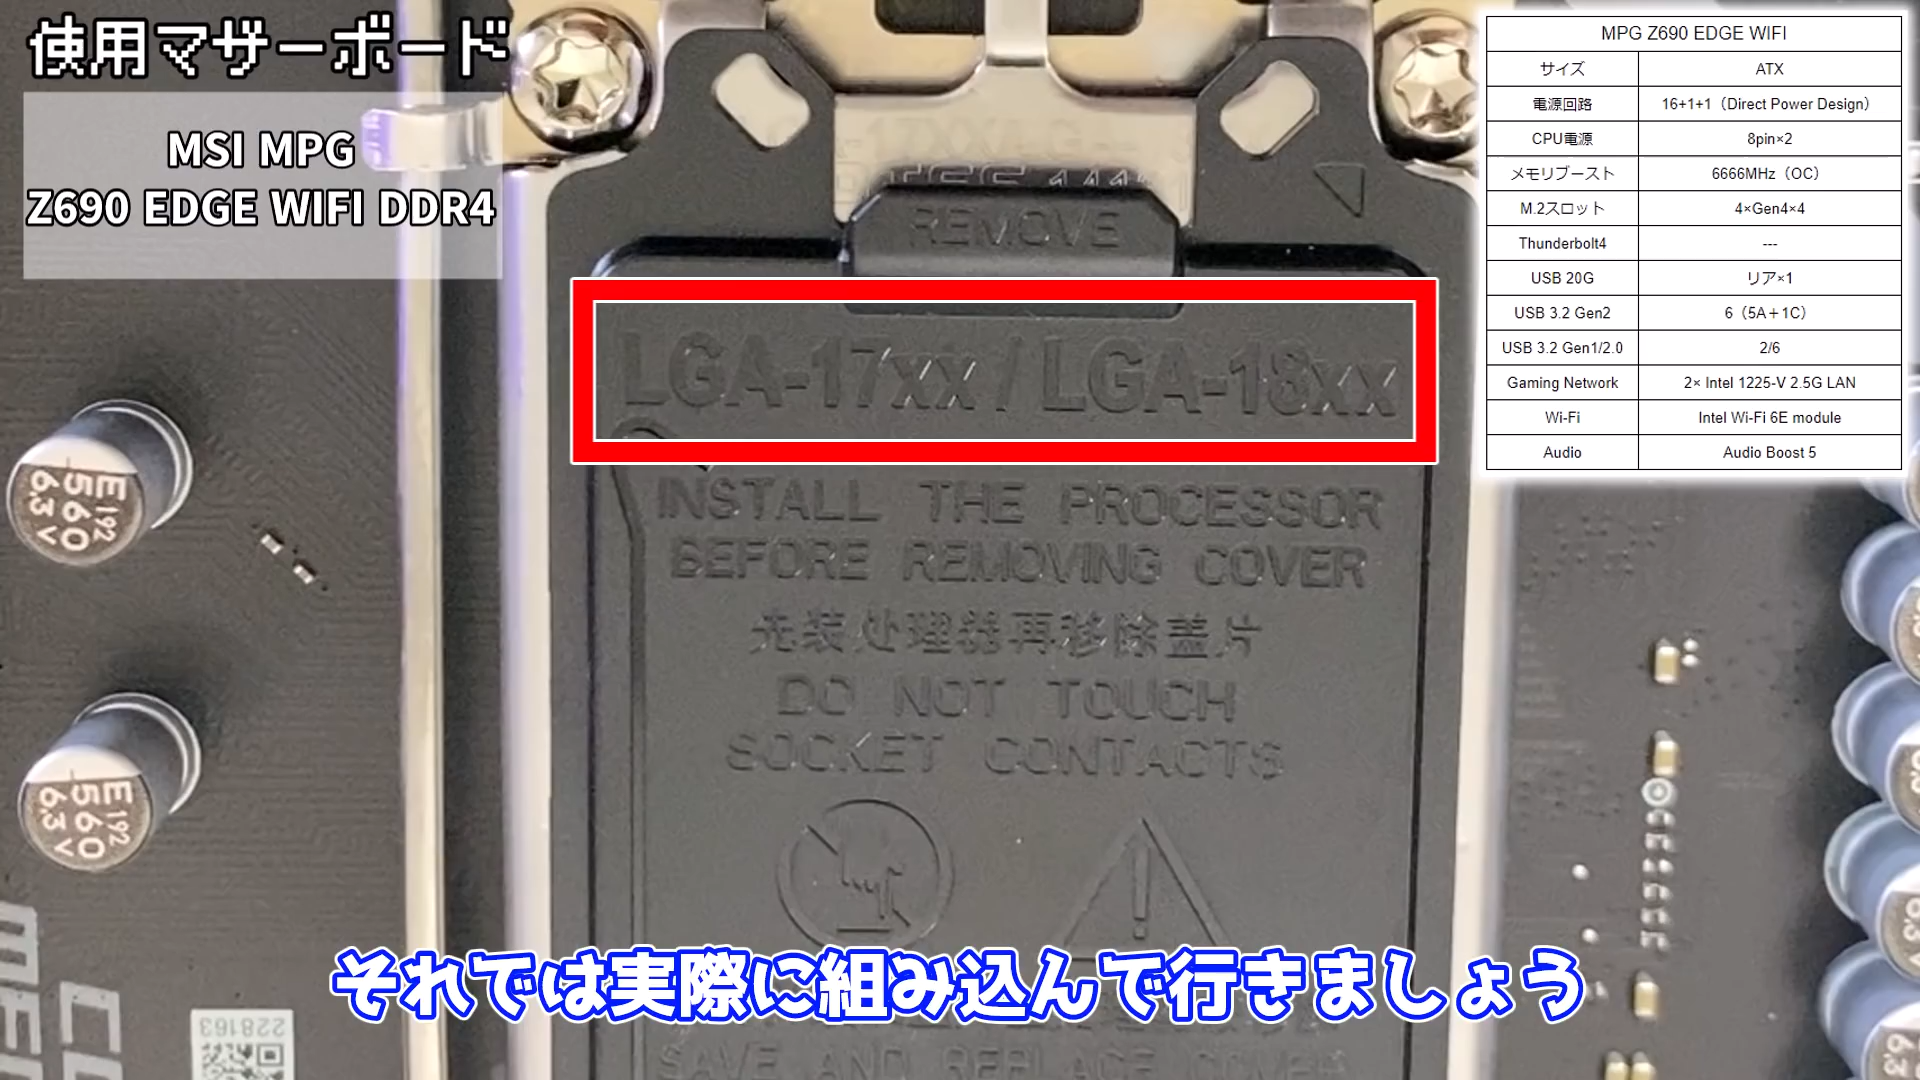 使用マザーボード
MSI MPG
Z690 EDGE WIFI DDR4
MPG Z690 EDGE WIFI
サイズ ATX
電源回路 16+1+1（Direct Power Design）
CPU電源 8pin×2
メモリブースト 6666MHz（OC）
M.2スロット 4×Gen4×4
Thunderbolt4 ---
USB 20G リア×1
USB 3.2 Gen2 6（5A＋1C）
USB 3.2 Gen1/2.0 2/6
Gaming Network 2× Intel 1225-V 2.5G LAN
Wi-Fi Intel Wi-Fi 6E module
Audio Audio Boost 5
REMOVE
LGA-17xx / LGA-18xx
INSTALL THE PROCESSOR
BEFORE REMOVING COVER
先装处理器再移除盖片
DO NOT TOUCH
SOCKET CONTACTS
E192
560
6.3V
E192
560
6.3V
228163
それでは実際に組み込んで行きましょう
SAVE AND REPLACE COVER